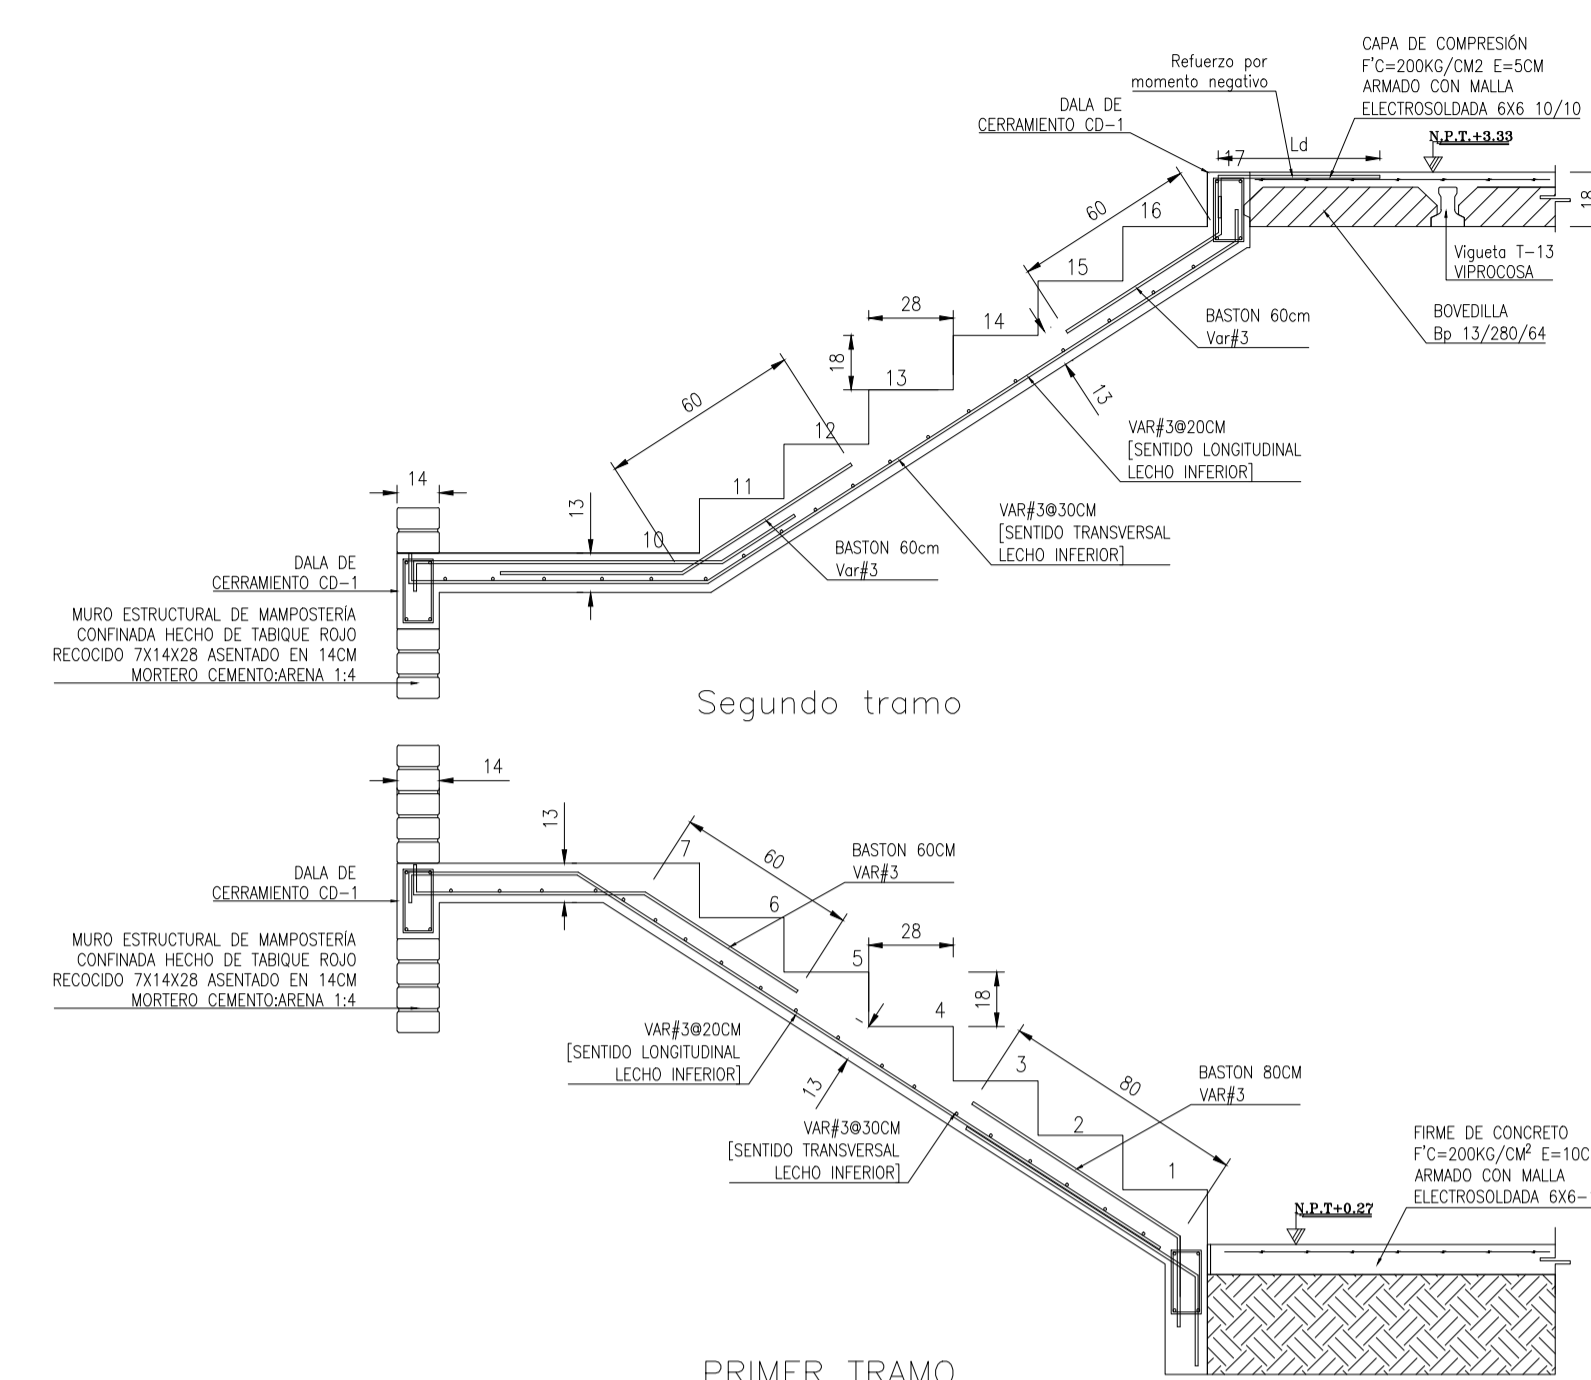 Refuerzo por
momento negativo
CAPA DE COMPRESIÓN
F'C=200KG/CM2 E=5CM
ARMADO CON MALLA
ELECTROSOLDADA 6X6 10/10
DALA DE
CERRAMIENTO CD-1
N.P.T.+3.33
Ld
17
18
60
16
15
Vigueta T-13
VIPROCOSA
BOVEDILLA
Bp 13/280/64
BASTON 60cm
Var#3
28
14
18
13
13
60
12
11
10
VAR#3@20CM
[SENTIDO LONGITUDINAL
LECHO INFERIOR]
VAR#3@30CM
[SENTIDO TRANSVERSAL
LECHO INFERIOR]
BASTON 60cm
Var#3
14
13
DALA DE
CERRAMIENTO CD-1
MURO ESTRUCTURAL DE MAMPOSTERÍA
CONFINADA HECHO DE TABIQUE ROJO
RECOCIDO 7X14X28 ASENTADO EN 14CM
MORTERO CEMENTO:ARENA 1:4
Segundo tramo
14
13
7
60
BASTON 60CM
VAR#3
DALA DE
CERRAMIENTO CD-1
6
28
5
18
4
MURO ESTRUCTURAL DE MAMPOSTERÍA
CONFINADA HECHO DE TABIQUE ROJO
RECOCIDO 7X14X28 ASENTADO EN 14CM
MORTERO CEMENTO:ARENA 1:4
VAR#3@20CM
[SENTIDO LONGITUDINAL
LECHO INFERIOR]
13
3
80
BASTON 80CM
VAR#3
2
VAR#3@30CM
[SENTIDO TRANSVERSAL
LECHO INFERIOR]
1
FIRME DE CONCRETO
F'C=200KG/CM² E=10C
ARMADO CON MALLA
ELECTROSOLDADA 6X6-
N.P.T+0.27
PRIMER TRAMO